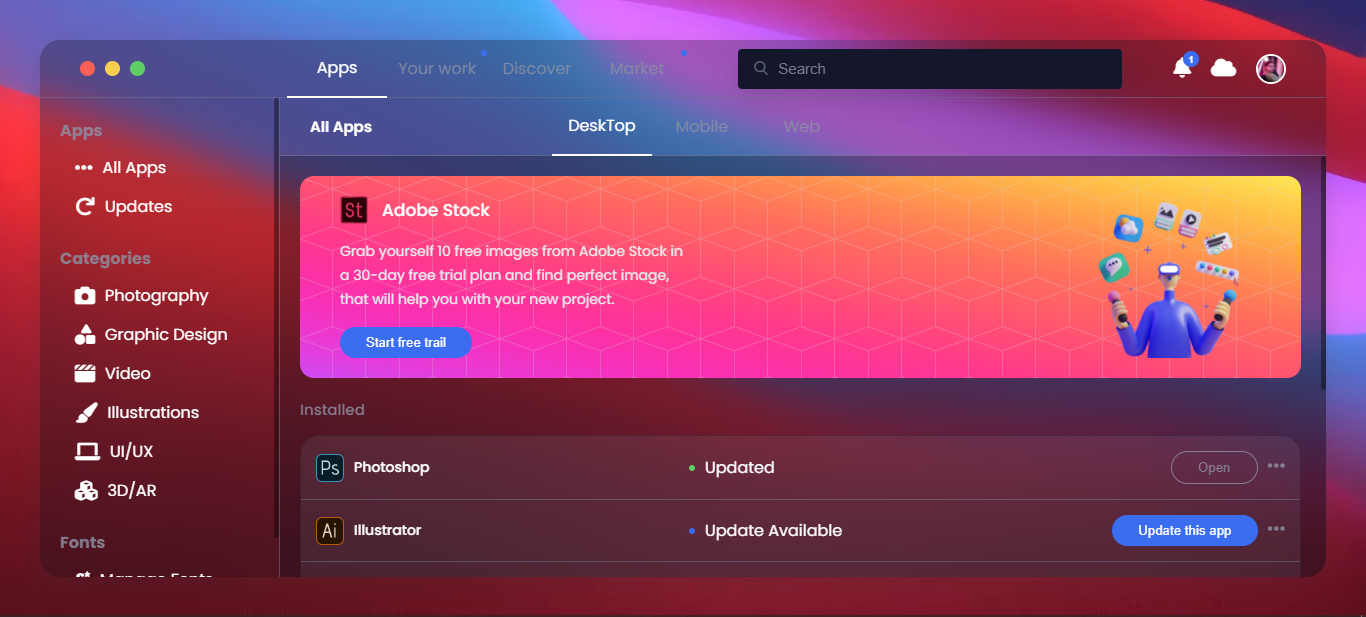 Apps
Your work
Discover
Market
Search
1
Apps
All Apps
Updates
Categories
Photography
Graphic Design
Video
Illustrations
UI/UX
3D/AR
Fonts
Manage Fonts
All Apps
DeskTop
Mobile
Web
St Adobe Stock
Grab yourself 10 free images from Adobe Stock in
a 30-day free trial plan and find perfect image,
that will help you with your new project.
Start free trail
Installed
Ps Photoshop
Updated
Open
Ai Illustrator
Update Available
Update this app